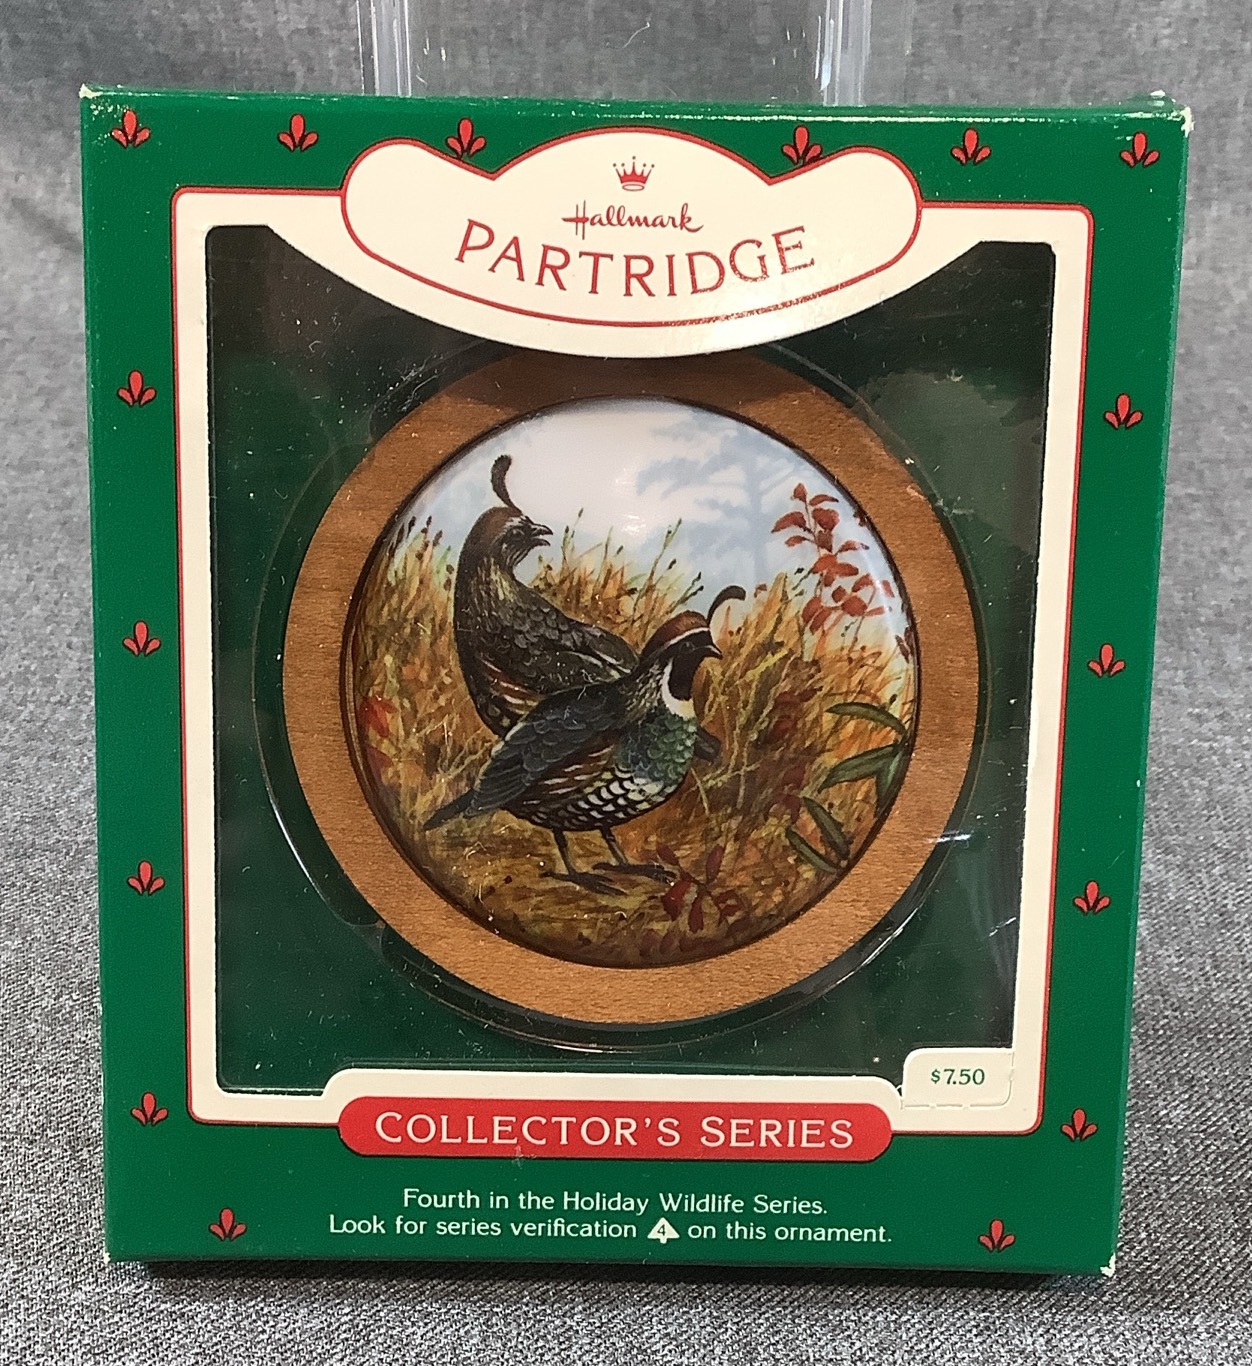 Hallmark
PARTRIDGE
$7.50
COLLECTOR'S SERIES
Fourth in the Holiday Wildlife Series.
Look for series verification 4 on this ornament.